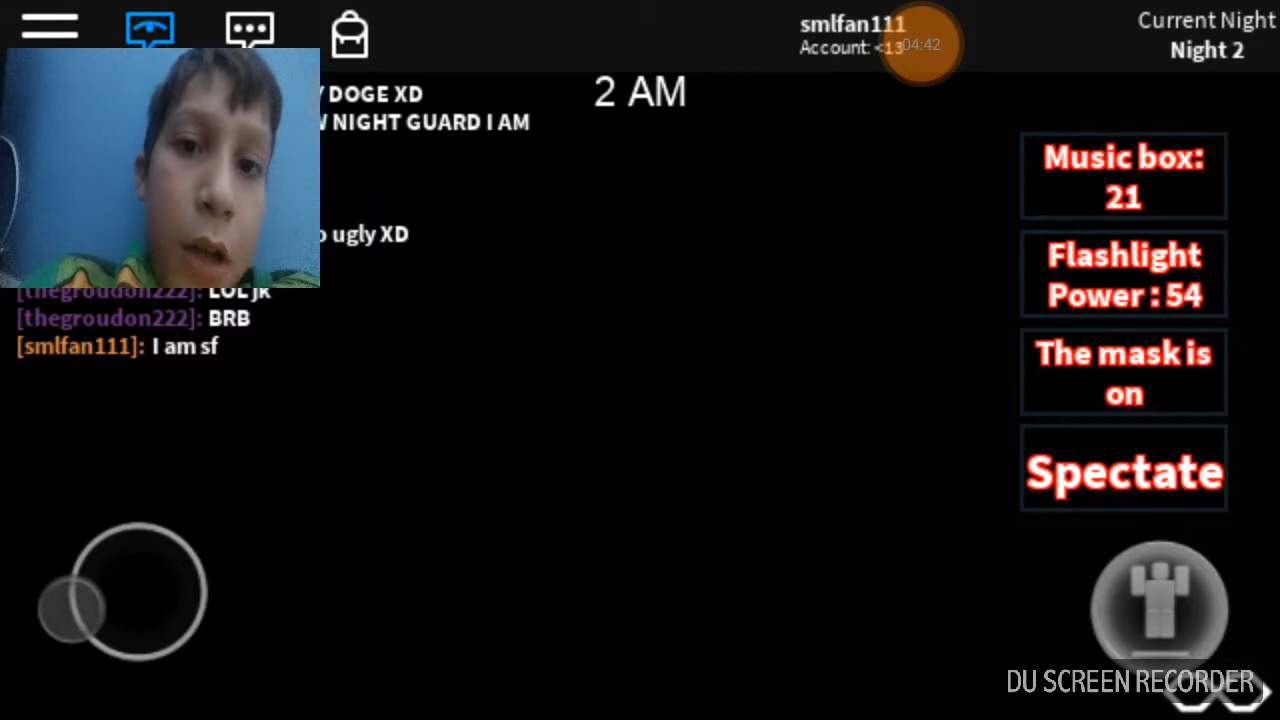 smlfan111
Account: <13
04:42
Current Night
Night 2
2 AM
DOGE XD
NIGHT GUARD I AM
ugly XD
[thegroudon222]: LOL jk
[thegroudon222]: BRB
[smlfan111]: I am sf
Music box:
21
Flashlight
Power : 54
The mask is
on
Spectate
DU SCREEN RECORDER